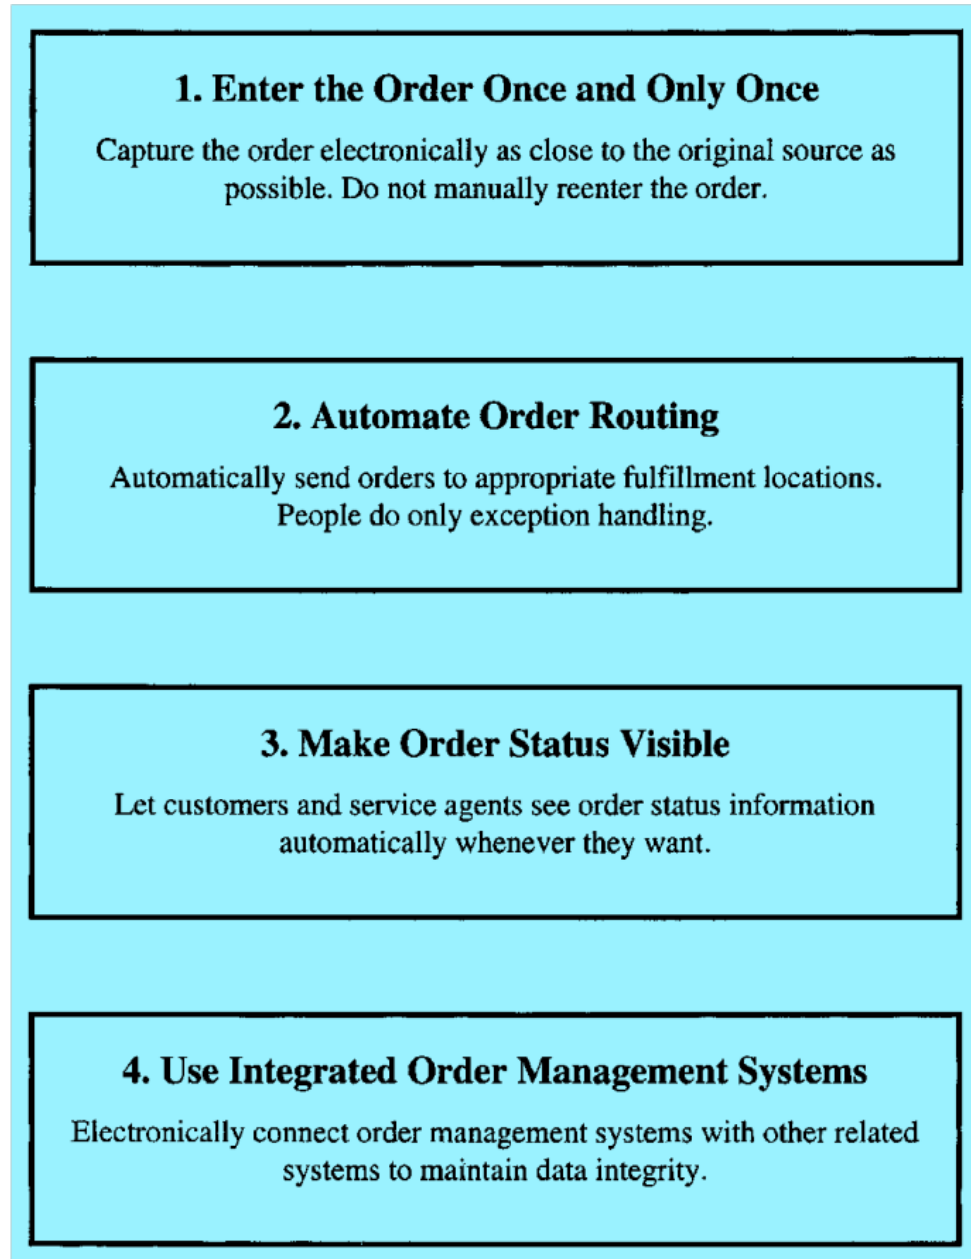 1. Enter the Order Once and Only Once
Capture the order electronically as close to the original source as
possible. Do not manually reenter the order.
2. Automate Order Routing
Automatically send orders to appropriate fulfillment locations.
People do only exception handling.
3. Make Order Status Visible
Let customers and service agents see order status information
automatically whenever they want.
4. Use Integrated Order Management Systems
Electronically connect order management systems with other related
systems to maintain data integrity.